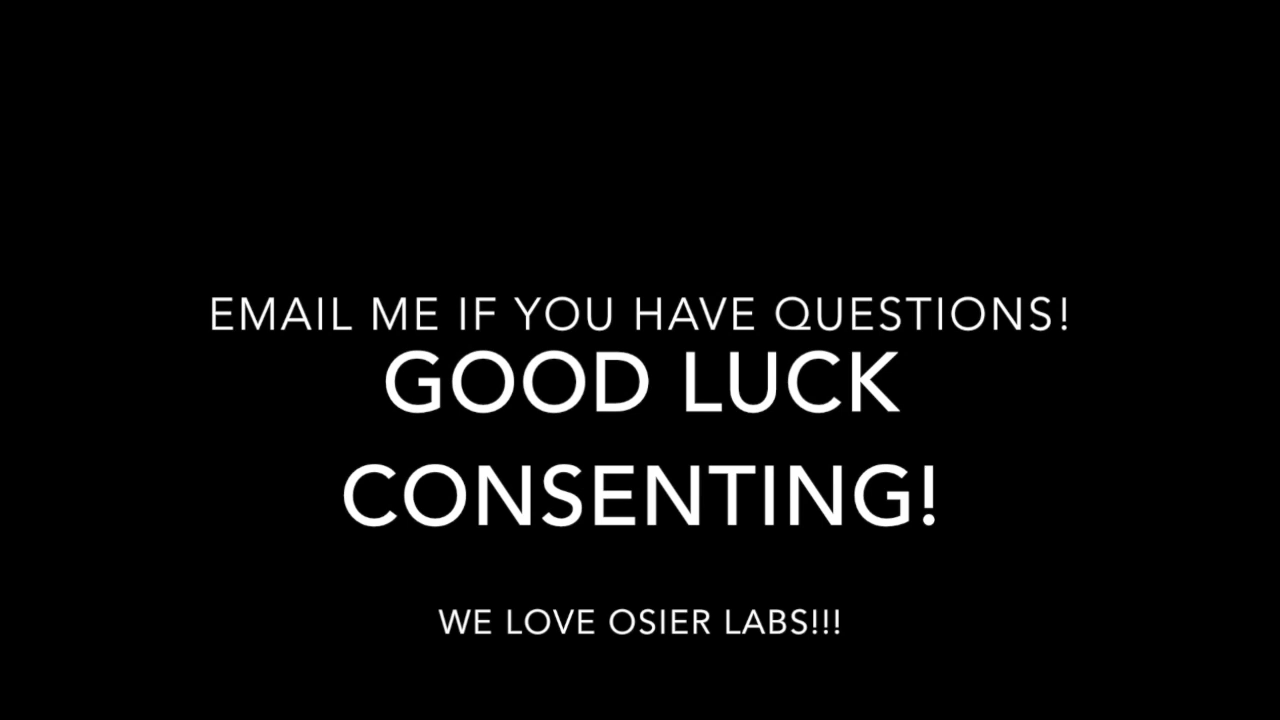 EMAIL ME IF YOU HAVE QUESTIONS!
GOOD LUCK
CONSENTING!
WE LOVE OSIER LABS!!!